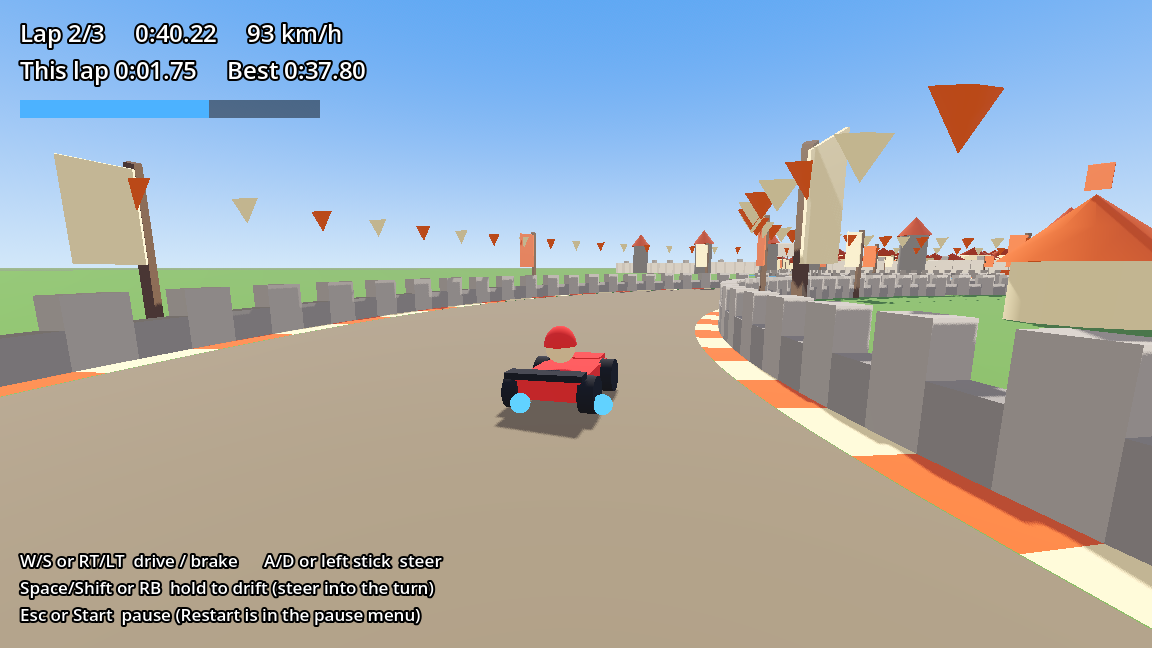 Lap 2/3 0:40.22 93 km/h
This lap 0:01.75 Best 0:37.80
W/S or RT/LT drive / brake A/D or left stick steer
Space/Shift or RB hold to drift (steer into the turn)
Esc or Start pause (Restart is in the pause menu)